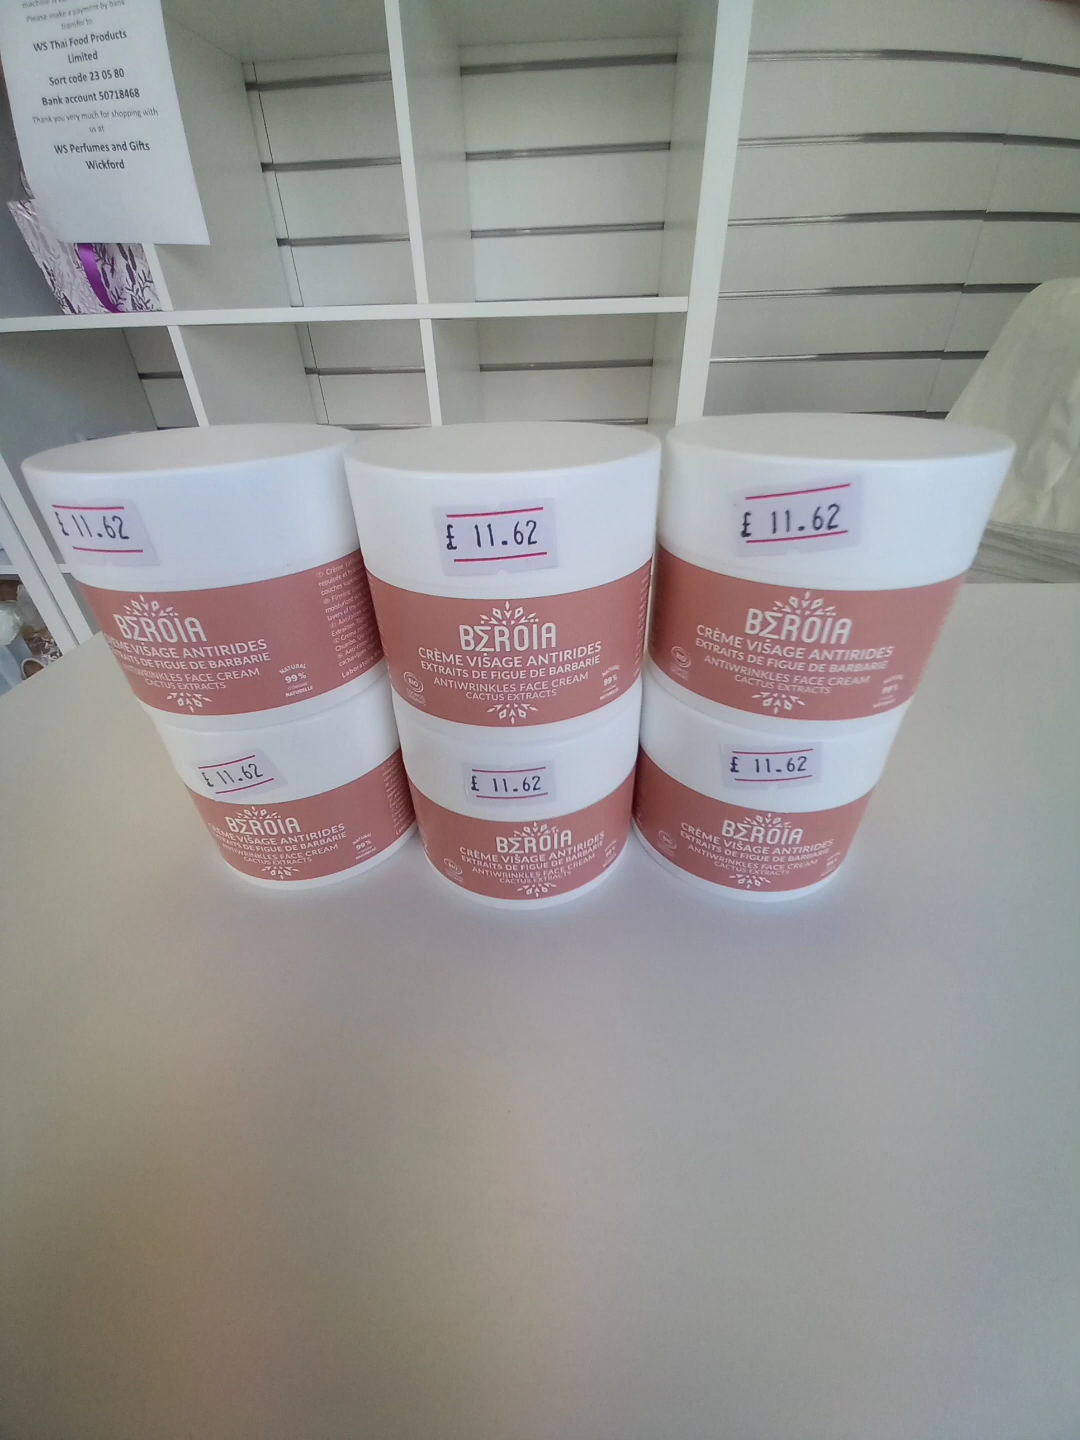 machine is
Please make a payment by bank
transfer to
WS Thai Food Products
Limited
Sort code 23 05 80
Bank account 50718468
Thank you very much for shopping with
us at
WS Perfumes and Gifts
Wickford
£ 11.62
BEROÏA
CRÈME VISAGE ANTIRIDES
EXTRAITS DE FIGUE DE BARBARIE
ANTIWRINKLES FACE CREAM
CACTUS EXTRACTS
NATURAL
99%
NATURELLE
£ 11.62
BEROÏA
CRÈME VISAGE ANTIRIDES
EXTRAITS DE FIGUE DE BARBARIE
ANTIWRINKLES FACE CREAM
CACTUS EXTRACTS
BIO
NATURAL
99%
NATURELLE
£ 11.62
BEROÏA
CRÈME VISAGE ANTIRIDES
EXTRAITS DE FIGUE DE BARBARIE
ANTIWRINKLES FACE CREAM
CACTUS EXTRACTS
99%
£ 11.62
BEROÏA
CRÈME VISAGE ANTIRIDES
EXTRAITS DE FIGUE DE BARBARIE
ANTIWRINKLES FACE CREAM
CACTUS EXTRACTS
NATURAL
99%
£ 11.62
BEROÏA
CRÈME VISAGE ANTIRIDES
EXTRAITS DE FIGUE DE BARBARIE
ANTIWRINKLES FACE CREAM
CACTUS EXTRACTS
£ 11.62
BEROÏA
CRÈME VISAGE ANTIRIDES
EXTRAITS DE FIGUE DE BARBARIE
ANTIWRINKLES FACE CREAM
CACTUS EXTRACTS